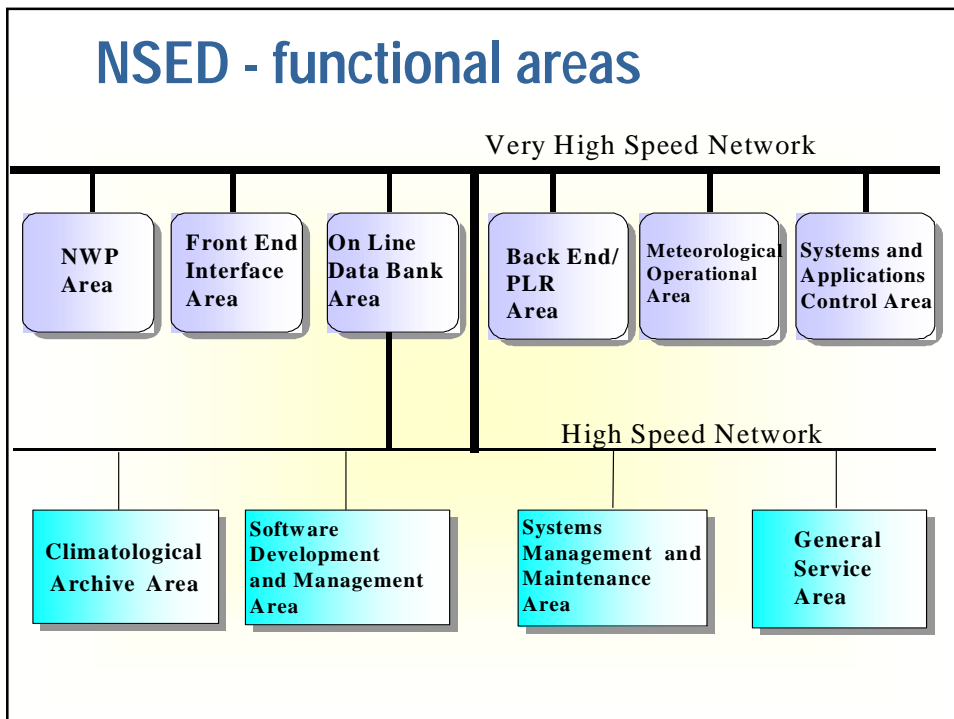 NSED - functional areas
Very High Speed Network
NWP
Area
Front End
Interface
Area
On Line
Data Bank
Area
Back End/
PLR
Area
Meteorological
Operational
Area
Systems and
Applications
Control Area
High Speed Network
Climatological
Archive Area
Software
Development
and Management
Area
Systems
Management and
Maintenance
Area
General
Service
Area